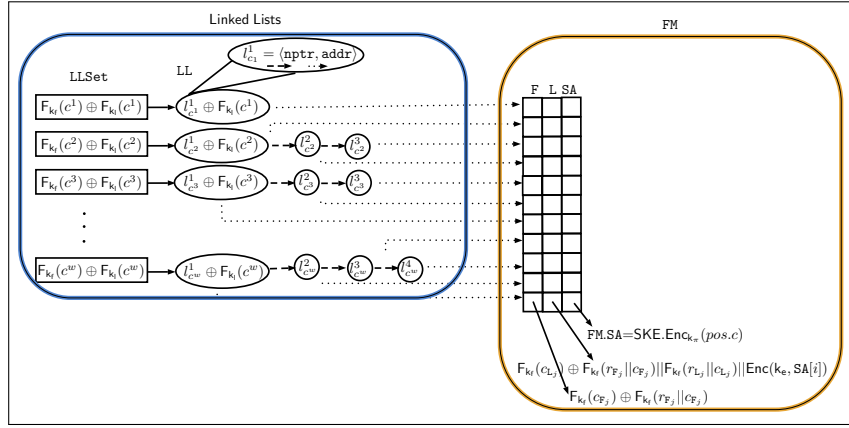 Linked Lists
FM
l^1_{c_1} = ⟨nptr, addr⟩
LLSet LL
F L SA
F_{k_f}(c^1) ⊕ F_{k_l}(c^1) l^1_{c^1} ⊕ F_{k_l}(c^1)
F_{k_f}(c^2) ⊕ F_{k_l}(c^2) l^1_{c^2} ⊕ F_{k_l}(c^2) l^2_{c^2} l^3_{c^2}
F_{k_f}(c^3) ⊕ F_{k_l}(c^3) l^1_{c^3} ⊕ F_{k_l}(c^3) l^2_{c^3} l^3_{c^3}
F_{k_f}(c^w) ⊕ F_{k_l}(c^w) l^1_{c^w} ⊕ F_{k_l}(c^w) l^2_{c^w} l^3_{c^w} l^4_{c^w}
FM.SA=SKE.Enc_{k_π}(pos.c)
F_{k_f}(c_{L_j}) ⊕ F_{k_f}(r_{F_j}||c_{F_j})||F_{k_f}(r_{L_j}||c_{L_j})||Enc(k_e, SA[i])
F_{k_f}(c_{F_j}) ⊕ F_{k_f}(r_{F_j}||c_{F_j})